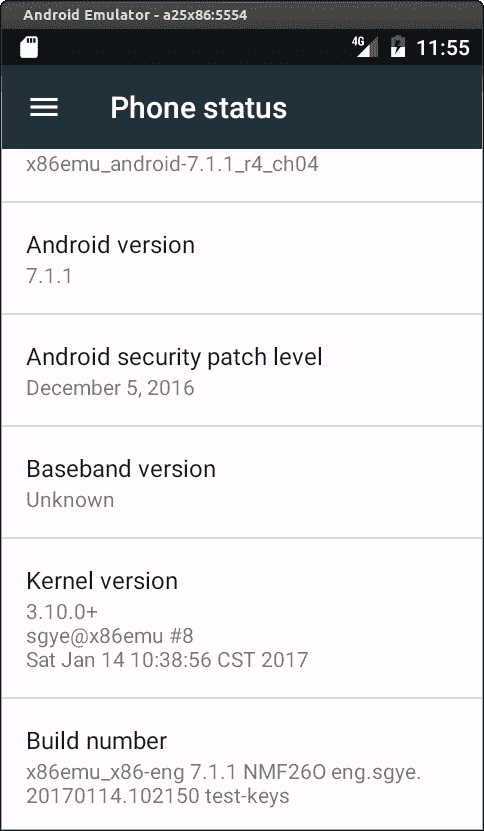 Android Emulator - a25x86:5554
4G 11:55
Phone status
x86emu_android-7.1.1_r4_ch04
Android version
7.1.1
Android security patch level
December 5, 2016
Baseband version
Unknown
Kernel version
3.10.0+
sgye@x86emu #8
Sat Jan 14 10:38:56 CST 2017
Build number
x86emu_x86-eng 7.1.1 NMF26O eng.sgye.
20170114.102150 test-keys